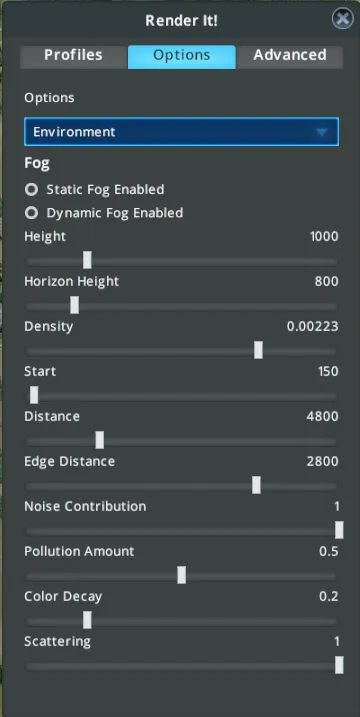 Render It!
Profiles Options Advanced
Options
Environment
Fog
Static Fog Enabled
Dynamic Fog Enabled
Height 1000
Horizon Height 800
Density 0.00223
Start 150
Distance 4800
Edge Distance 2800
Noise Contribution 1
Pollution Amount 0.5
Color Decay 0.2
Scattering 1